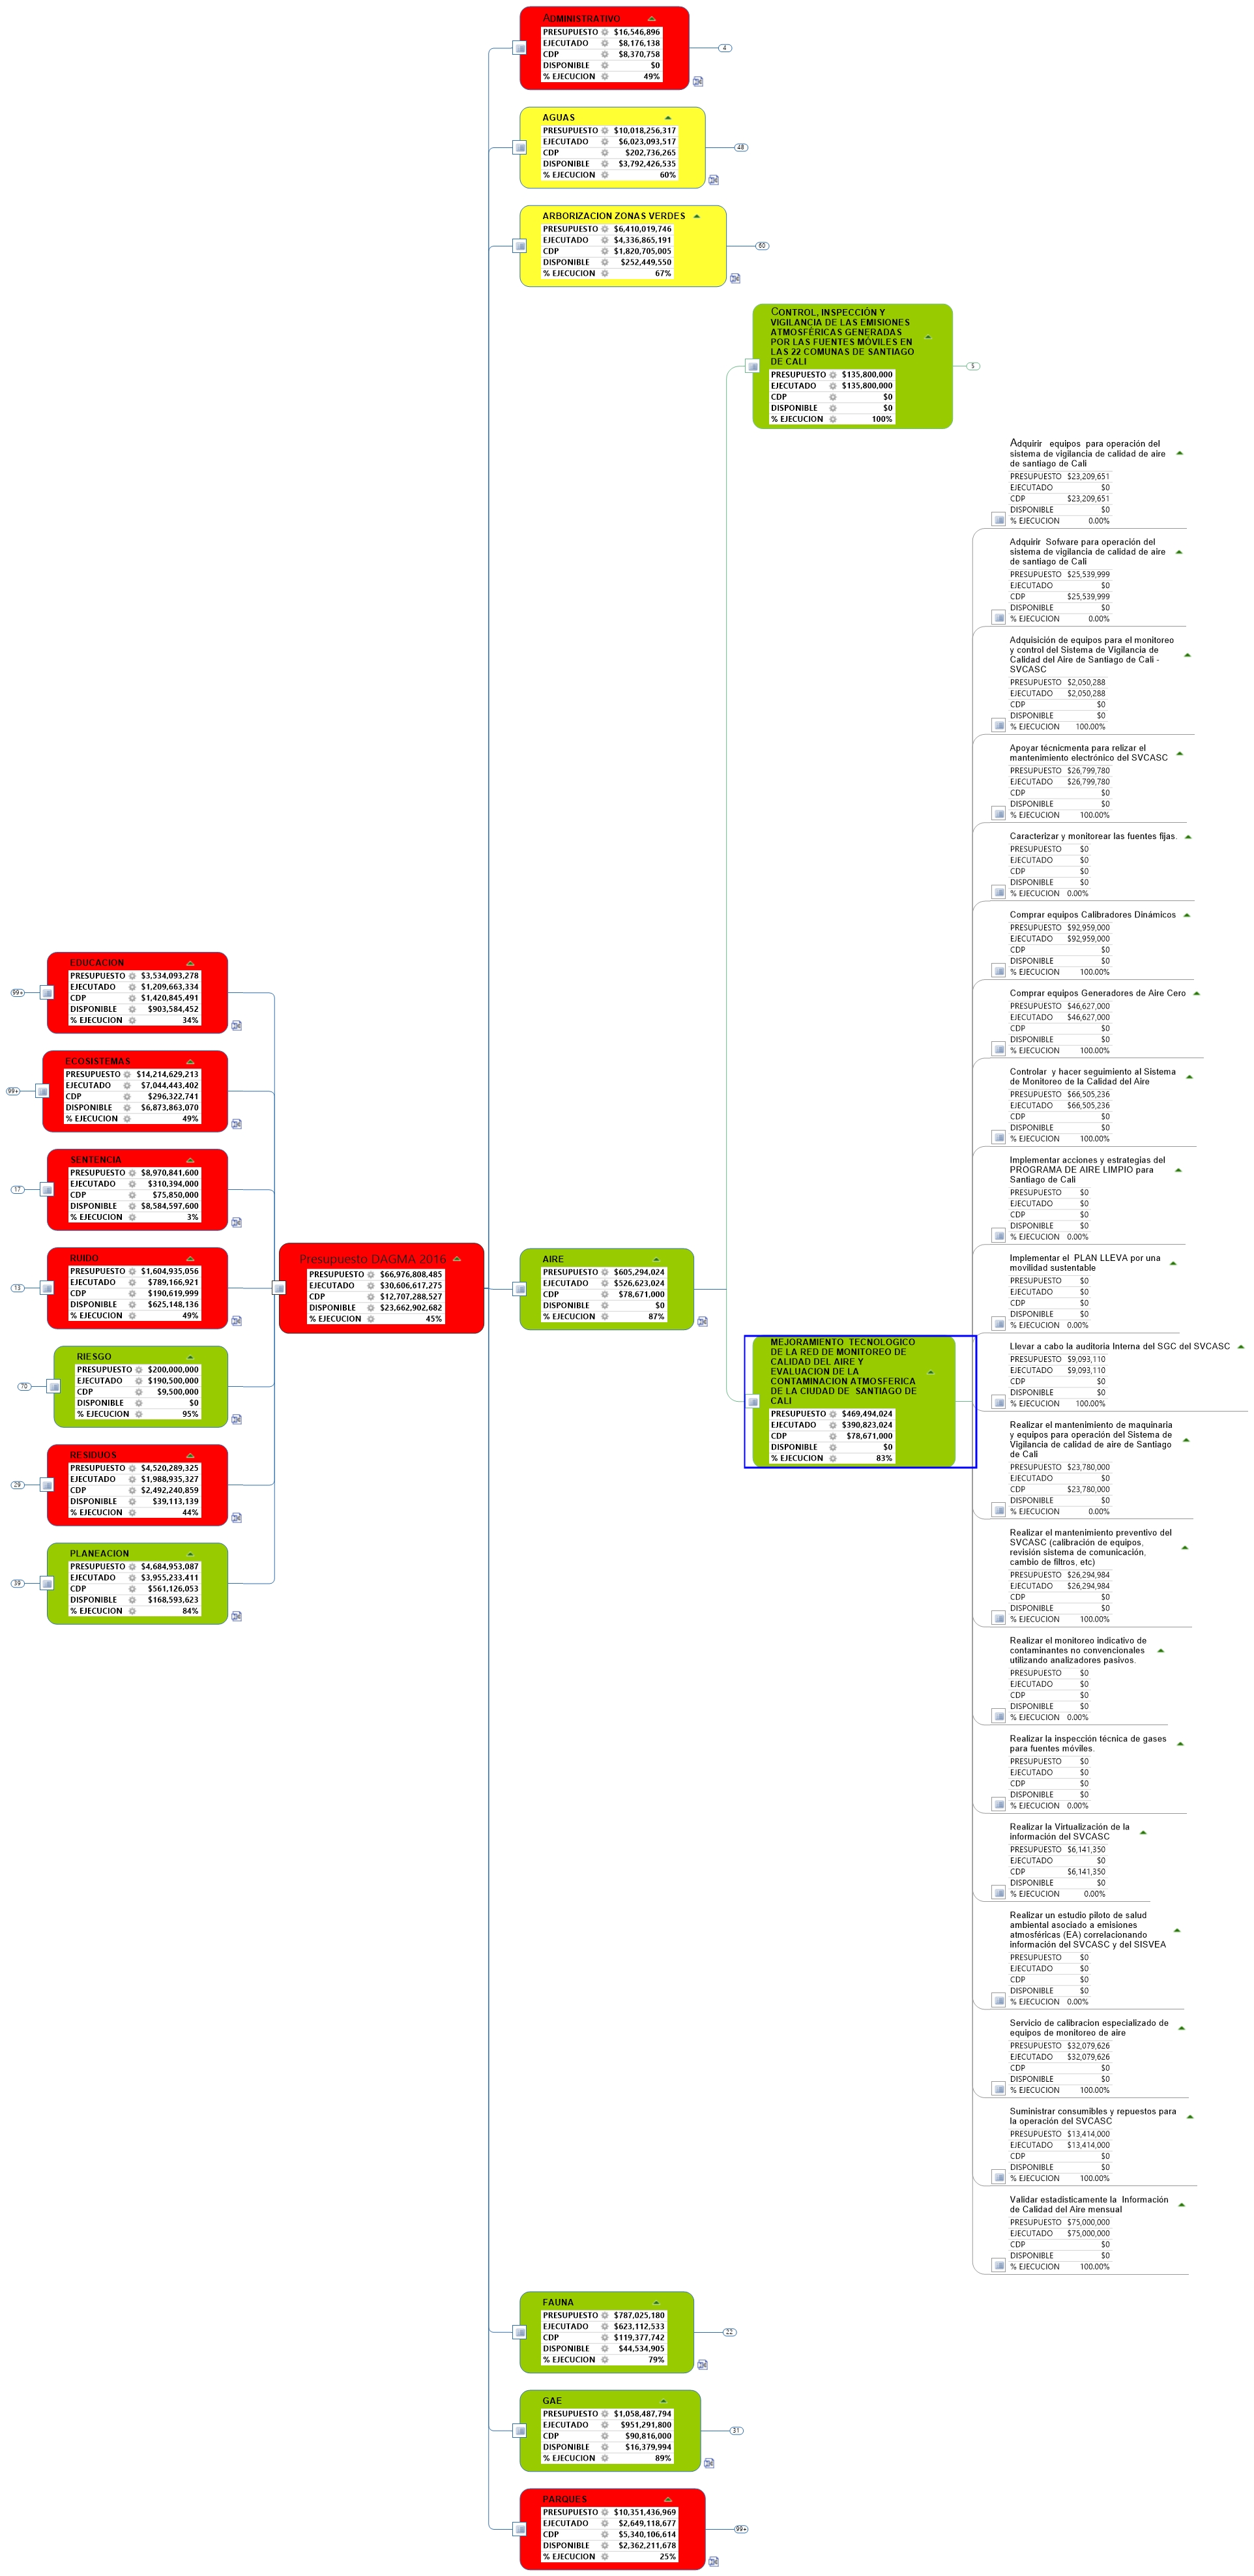 ADMINISTRATIVO
PRESUPUESTO $16,546,896
EJECUTADO $8,176,138
CDP $8,370,758
DISPONIBLE $0
% EJECUCION 49%
4
AGUAS
PRESUPUESTO $10,018,256,317
EJECUTADO $6,023,093,517
CDP $202,736,265
DISPONIBLE $3,792,426,535
% EJECUCION 60%
48
ARBORIZACION ZONAS VERDES
PRESUPUESTO $6,410,019,746
EJECUTADO $4,336,865,191
CDP $1,820,705,005
DISPONIBLE $252,449,550
% EJECUCION 67%
60
CONTROL, INSPECCIÓN Y
VIGILANCIA DE LAS EMISIONES
ATMOSFÉRICAS GENERADAS
POR LAS FUENTES MÓVILES EN
LAS 22 COMUNAS DE SANTIAGO
DE CALI
PRESUPUESTO $135,800,000
EJECUTADO $135,800,000
CDP $0
DISPONIBLE $0
% EJECUCION 100%
5
Adquirir equipos para operación del
sistema de vigilancia de calidad de aire
de santiago de Cali
PRESUPUESTO $23,209,651
EJECUTADO $0
CDP $23,209,651
DISPONIBLE $0
% EJECUCION 0.00%
Adquirir Sofware para operación del
sistema de vigilancia de calidad de aire
de santiago de Cali
PRESUPUESTO $25,539,999
EJECUTADO $0
CDP $25,539,999
DISPONIBLE $0
% EJECUCION 0.00%
Adquisición de equipos para el monitoreo
y control del Sistema de Vigilancia de
Calidad del Aire de Santiago de Cali -
SVCASC
PRESUPUESTO $2,050,288
EJECUTADO $2,050,288
CDP $0
DISPONIBLE $0
% EJECUCION 100.00%
Apoyar técnicmenta para relizar el
mantenimiento electrónico del SVCASC
PRESUPUESTO $26,799,780
EJECUTADO $26,799,780
CDP $0
DISPONIBLE $0
% EJECUCION 100.00%
Caracterizar y monitorear las fuentes fijas.
PRESUPUESTO $0
EJECUTADO $0
CDP $0
DISPONIBLE $0
% EJECUCION 0.00%
Comprar equipos Calibradores Dinámicos
PRESUPUESTO $92,959,000
EJECUTADO $92,959,000
CDP $0
DISPONIBLE $0
% EJECUCION 100.00%
Comprar equipos Generadores de Aire Cero
PRESUPUESTO $46,627,000
EJECUTADO $46,627,000
CDP $0
DISPONIBLE $0
% EJECUCION 100.00%
Controlar y hacer seguimiento al Sistema
de Monitoreo de la Calidad del Aire
PRESUPUESTO $66,505,236
EJECUTADO $66,505,236
CDP $0
DISPONIBLE $0
% EJECUCION 100.00%
Implementar acciones y estrategias del
PROGRAMA DE AIRE LIMPIO para
Santiago de Cali
PRESUPUESTO $0
EJECUTADO $0
CDP $0
DISPONIBLE $0
% EJECUCION 0.00%
Implementar el PLAN LLEVA por una
movilidad sustentable
PRESUPUESTO $0
EJECUTADO $0
CDP $0
DISPONIBLE $0
% EJECUCION 0.00%
Llevar a cabo la auditoria Interna del SGC del SVCASC
PRESUPUESTO $9,093,110
EJECUTADO $9,093,110
CDP $0
DISPONIBLE $0
% EJECUCION 100.00%
Realizar el mantenimiento de maquinaria
y equipos para operación del Sistema de
Vigilancia de calidad de aire de Santiago
de Cali
PRESUPUESTO $23,780,000
EJECUTADO $0
CDP $23,780,000
DISPONIBLE $0
% EJECUCION 0.00%
Realizar el mantenimiento preventivo del
SVCASC (calibración de equipos,
revisión sistema de comunicación,
cambio de filtros, etc)
PRESUPUESTO $26,294,984
EJECUTADO $26,294,984
CDP $0
DISPONIBLE $0
% EJECUCION 100.00%
Realizar el monitoreo indicativo de
contaminantes no convencionales
utilizando analizadores pasivos.
PRESUPUESTO $0
EJECUTADO $0
CDP $0
DISPONIBLE $0
% EJECUCION 0.00%
Realizar la inspección técnica de gases
para fuentes móviles.
PRESUPUESTO $0
EJECUTADO $0
CDP $0
DISPONIBLE $0
% EJECUCION 0.00%
Realizar la Virtualización de la
información del SVCASC
PRESUPUESTO $6,141,350
EJECUTADO $0
CDP $6,141,350
DISPONIBLE $0
% EJECUCION 0.00%
Realizar un estudio piloto de salud
ambiental asociado a emisiones
atmosféricas (EA) correlacionando
información del SVCASC y del SISVEA
PRESUPUESTO $0
EJECUTADO $0
CDP $0
DISPONIBLE $0
% EJECUCION 0.00%
Servicio de calibracion especializado de
equipos de monitoreo de aire
PRESUPUESTO $32,079,626
EJECUTADO $32,079,626
CDP $0
DISPONIBLE $0
% EJECUCION 100.00%
Suministrar consumibles y repuestos para
la operación del SVCASC
PRESUPUESTO $13,414,000
EJECUTADO $13,414,000
CDP $0
DISPONIBLE $0
% EJECUCION 100.00%
Validar estadisticamente la Información
de Calidad del Aire mensual
PRESUPUESTO $75,000,000
EJECUTADO $75,000,000
CDP $0
DISPONIBLE $0
% EJECUCION 100.00%
EDUCACION
PRESUPUESTO $3,534,093,278
EJECUTADO $1,209,663,334
CDP $1,420,845,491
DISPONIBLE $903,584,452
% EJECUCION 34%
99+
ECOSISTEMAS
PRESUPUESTO $14,214,629,213
EJECUTADO $7,044,443,402
CDP $296,322,741
DISPONIBLE $6,873,863,070
% EJECUCION 49%
99+
SENTENCIA
PRESUPUESTO $8,970,841,600
EJECUTADO $310,394,000
CDP $75,850,000
DISPONIBLE $8,584,597,600
% EJECUCION 3%
17
RUIDO
PRESUPUESTO $1,604,935,056
EJECUTADO $789,166,921
CDP $190,619,999
DISPONIBLE $625,148,136
% EJECUCION 49%
13
RIESGO
PRESUPUESTO $200,000,000
EJECUTADO $190,500,000
CDP $9,500,000
DISPONIBLE $0
% EJECUCION 95%
70
RESIDUOS
PRESUPUESTO $4,520,289,325
EJECUTADO $1,988,935,327
CDP $2,492,240,859
DISPONIBLE $39,113,139
% EJECUCION 44%
29
PLANEACION
PRESUPUESTO $4,684,953,087
EJECUTADO $3,955,233,411
CDP $561,126,053
DISPONIBLE $168,593,623
% EJECUCION 84%
39
Presupuesto DAGMA 2016
PRESUPUESTO $66,976,808,485
EJECUTADO $30,606,617,275
CDP $12,707,288,527
DISPONIBLE $23,662,902,682
% EJECUCION 45%
AIRE
PRESUPUESTO $605,294,024
EJECUTADO $526,623,024
CDP $78,671,000
DISPONIBLE $0
% EJECUCION 87%
MEJORAMIENTO TECNOLOGICO
DE LA RED DE MONITOREO DE
CALIDAD DEL AIRE Y
EVALUACION DE LA
CONTAMINACION ATMOSFERICA
DE LA CIUDAD DE SANTIAGO DE
CALI
PRESUPUESTO $469,494,024
EJECUTADO $390,823,024
CDP $78,671,000
DISPONIBLE $0
% EJECUCION 83%
FAUNA
PRESUPUESTO $787,025,180
EJECUTADO $623,112,533
CDP $119,377,742
DISPONIBLE $44,534,905
% EJECUCION 79%
22
GAE
PRESUPUESTO $1,058,487,794
EJECUTADO $951,291,800
CDP $90,816,000
DISPONIBLE $16,379,994
% EJECUCION 89%
31
PARQUES
PRESUPUESTO $10,351,436,969
EJECUTADO $2,649,118,677
CDP $5,340,106,614
DISPONIBLE $2,362,211,678
% EJECUCION 25%
99+